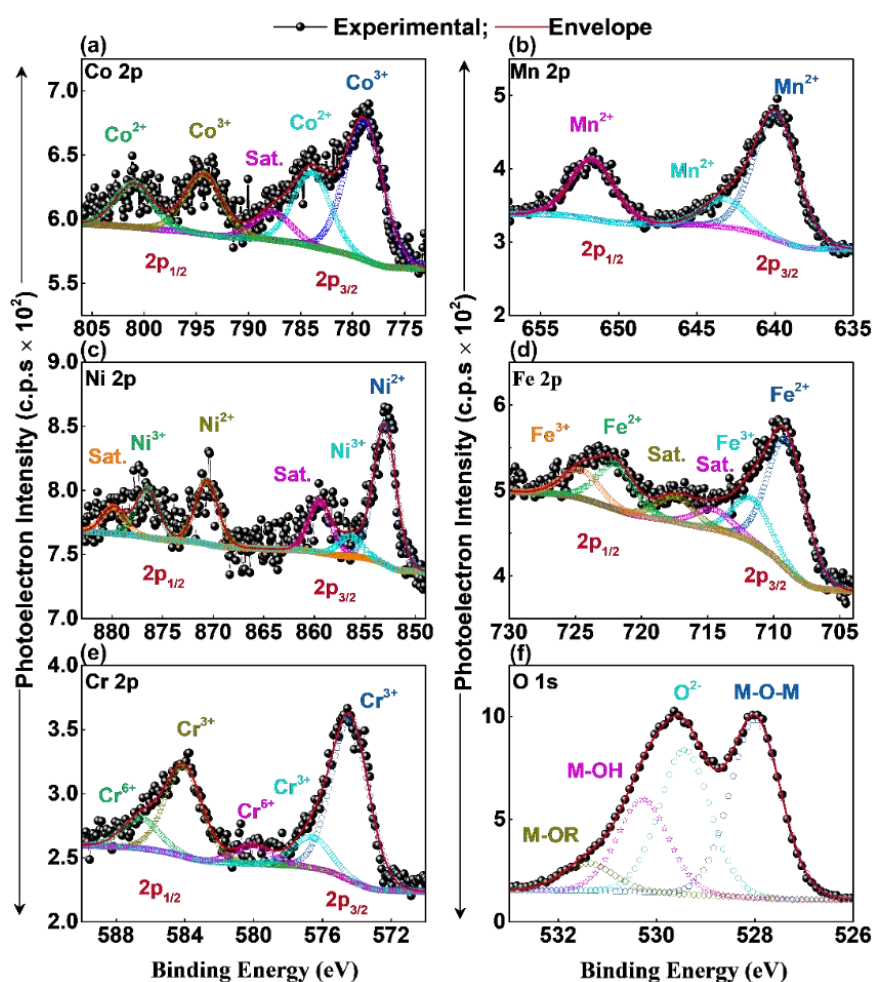 Experimental; Envelope
(a)
Co 2p
Co²⁺
Co³⁺
Sat.
Co²⁺
Co³⁺
2p₁/₂
2p₃/₂
7.0
6.5
6.0
5.5
805 800 795 790 785 780 775
(b)
Mn 2p
Mn²⁺
Mn²⁺
Mn²⁺
2p₁/₂
2p₃/₂
5
4
3
2
655 650 645 640 635
(c)
Ni 2p
Sat.
Ni³⁺
Ni²⁺
Sat.
Ni³⁺
Ni²⁺
2p₁/₂
2p₃/₂
9.0
8.5
8.0
7.5
7.0
880 875 870 865 860 855 850
(d)
Fe 2p
Fe³⁺
Fe²⁺
Sat.
Sat.
Fe³⁺
Fe²⁺
2p₁/₂
2p₃/₂
6
5
4
730 725 720 715 710 705
(e)
Cr 2p
Cr⁶⁺
Cr³⁺
Cr⁶⁺
Cr³⁺
Cr³⁺
2p₁/₂
2p₃/₂
4.0
3.5
3.0
2.5
2.0
588 584 580 576 572
(f)
O 1s
M-OR
M-OH
O²⁻
M-O-M
10
5
0
532 530 528 526
Photoelectron Intensity (c.p.s × 10²)
Photoelectron Intensity (c.p.s × 10²)
Binding Energy (eV)
Binding Energy (eV)